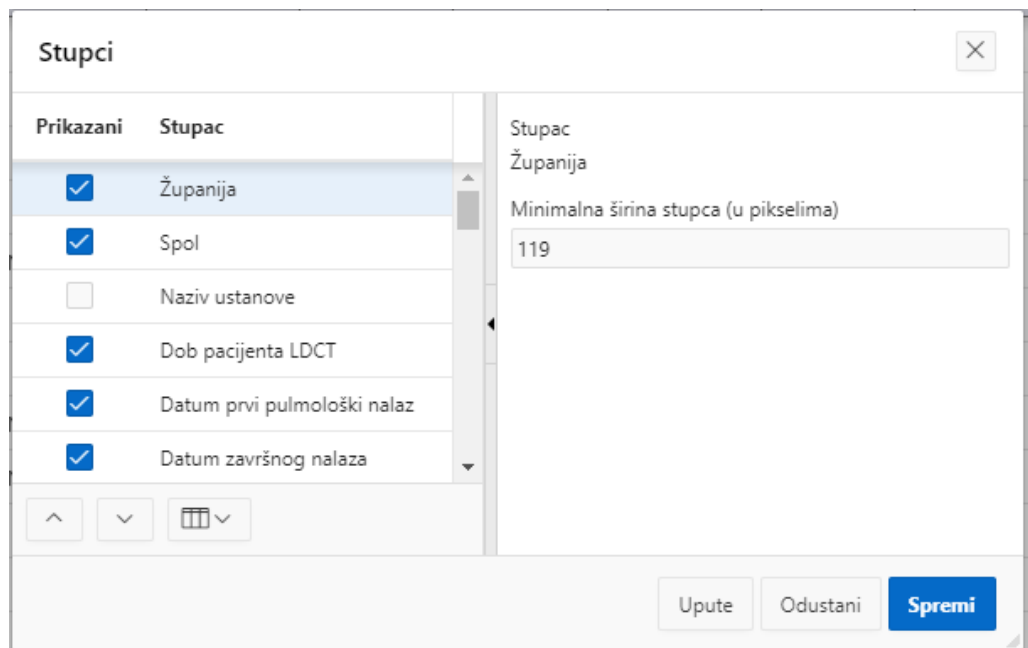 Stupci
Prikazani Stupac
Županija
Spol
Naziv ustanove
Dob pacijenta LDCT
Datum prvi pulmološki nalaz
Datum završnog nalaza
Stupac
Županija
Minimalna širina stupca (u pikselima)
119
Upute Odustani Spremi